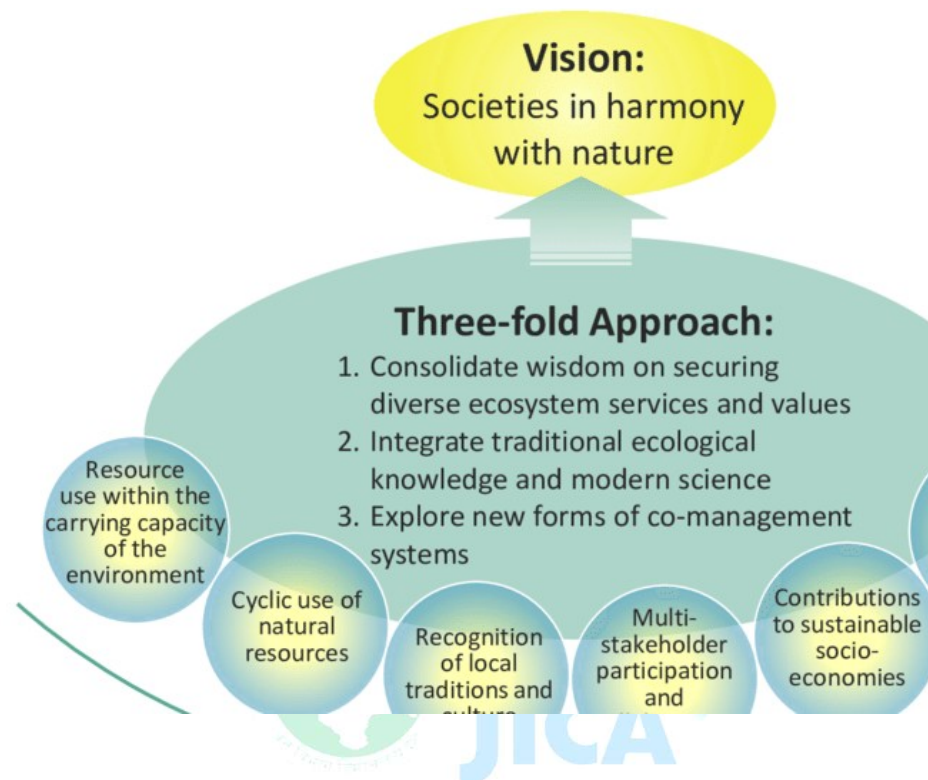 Vision:
Societies in harmony
with nature
Three-fold Approach:
1. Consolidate wisdom on securing
diverse ecosystem services and values
2. Integrate traditional ecological
knowledge and modern science
3. Explore new forms of co-management
systems
Resource
use within the
carrying capacity
of the
environment
Cyclic use of
natural
resources
Recognition
of local
traditions and
Multi-
stakeholder
participation
and
Contributions
to sustainable
socio-
economies
JICA